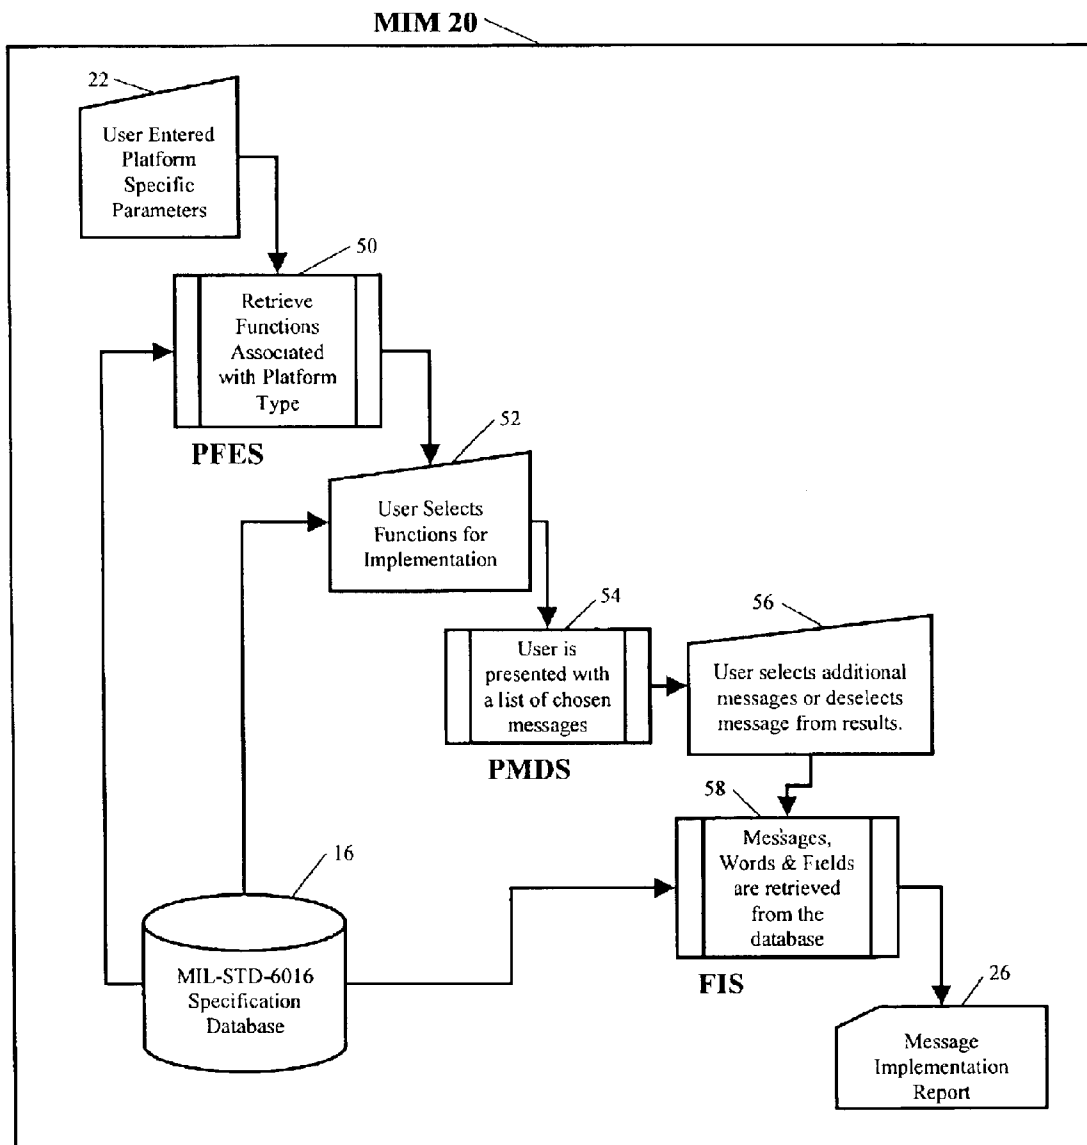 MIM 20
22
User Entered
Platform
Specific
Parameters
50
Retrieve
Functions
Associated
with Platform
Type
PFES
52
User Selects
Functions for
Implementation
54
User is
presented with
a list of chosen
messages
PMDS
56
User selects additional
messages or deselects
message from results.
58
Messages,
Words & Fields
are retrieved
from the
database
FIS
16
MIL-STD-6016
Specification
Database
26
Message
Implementation
Report